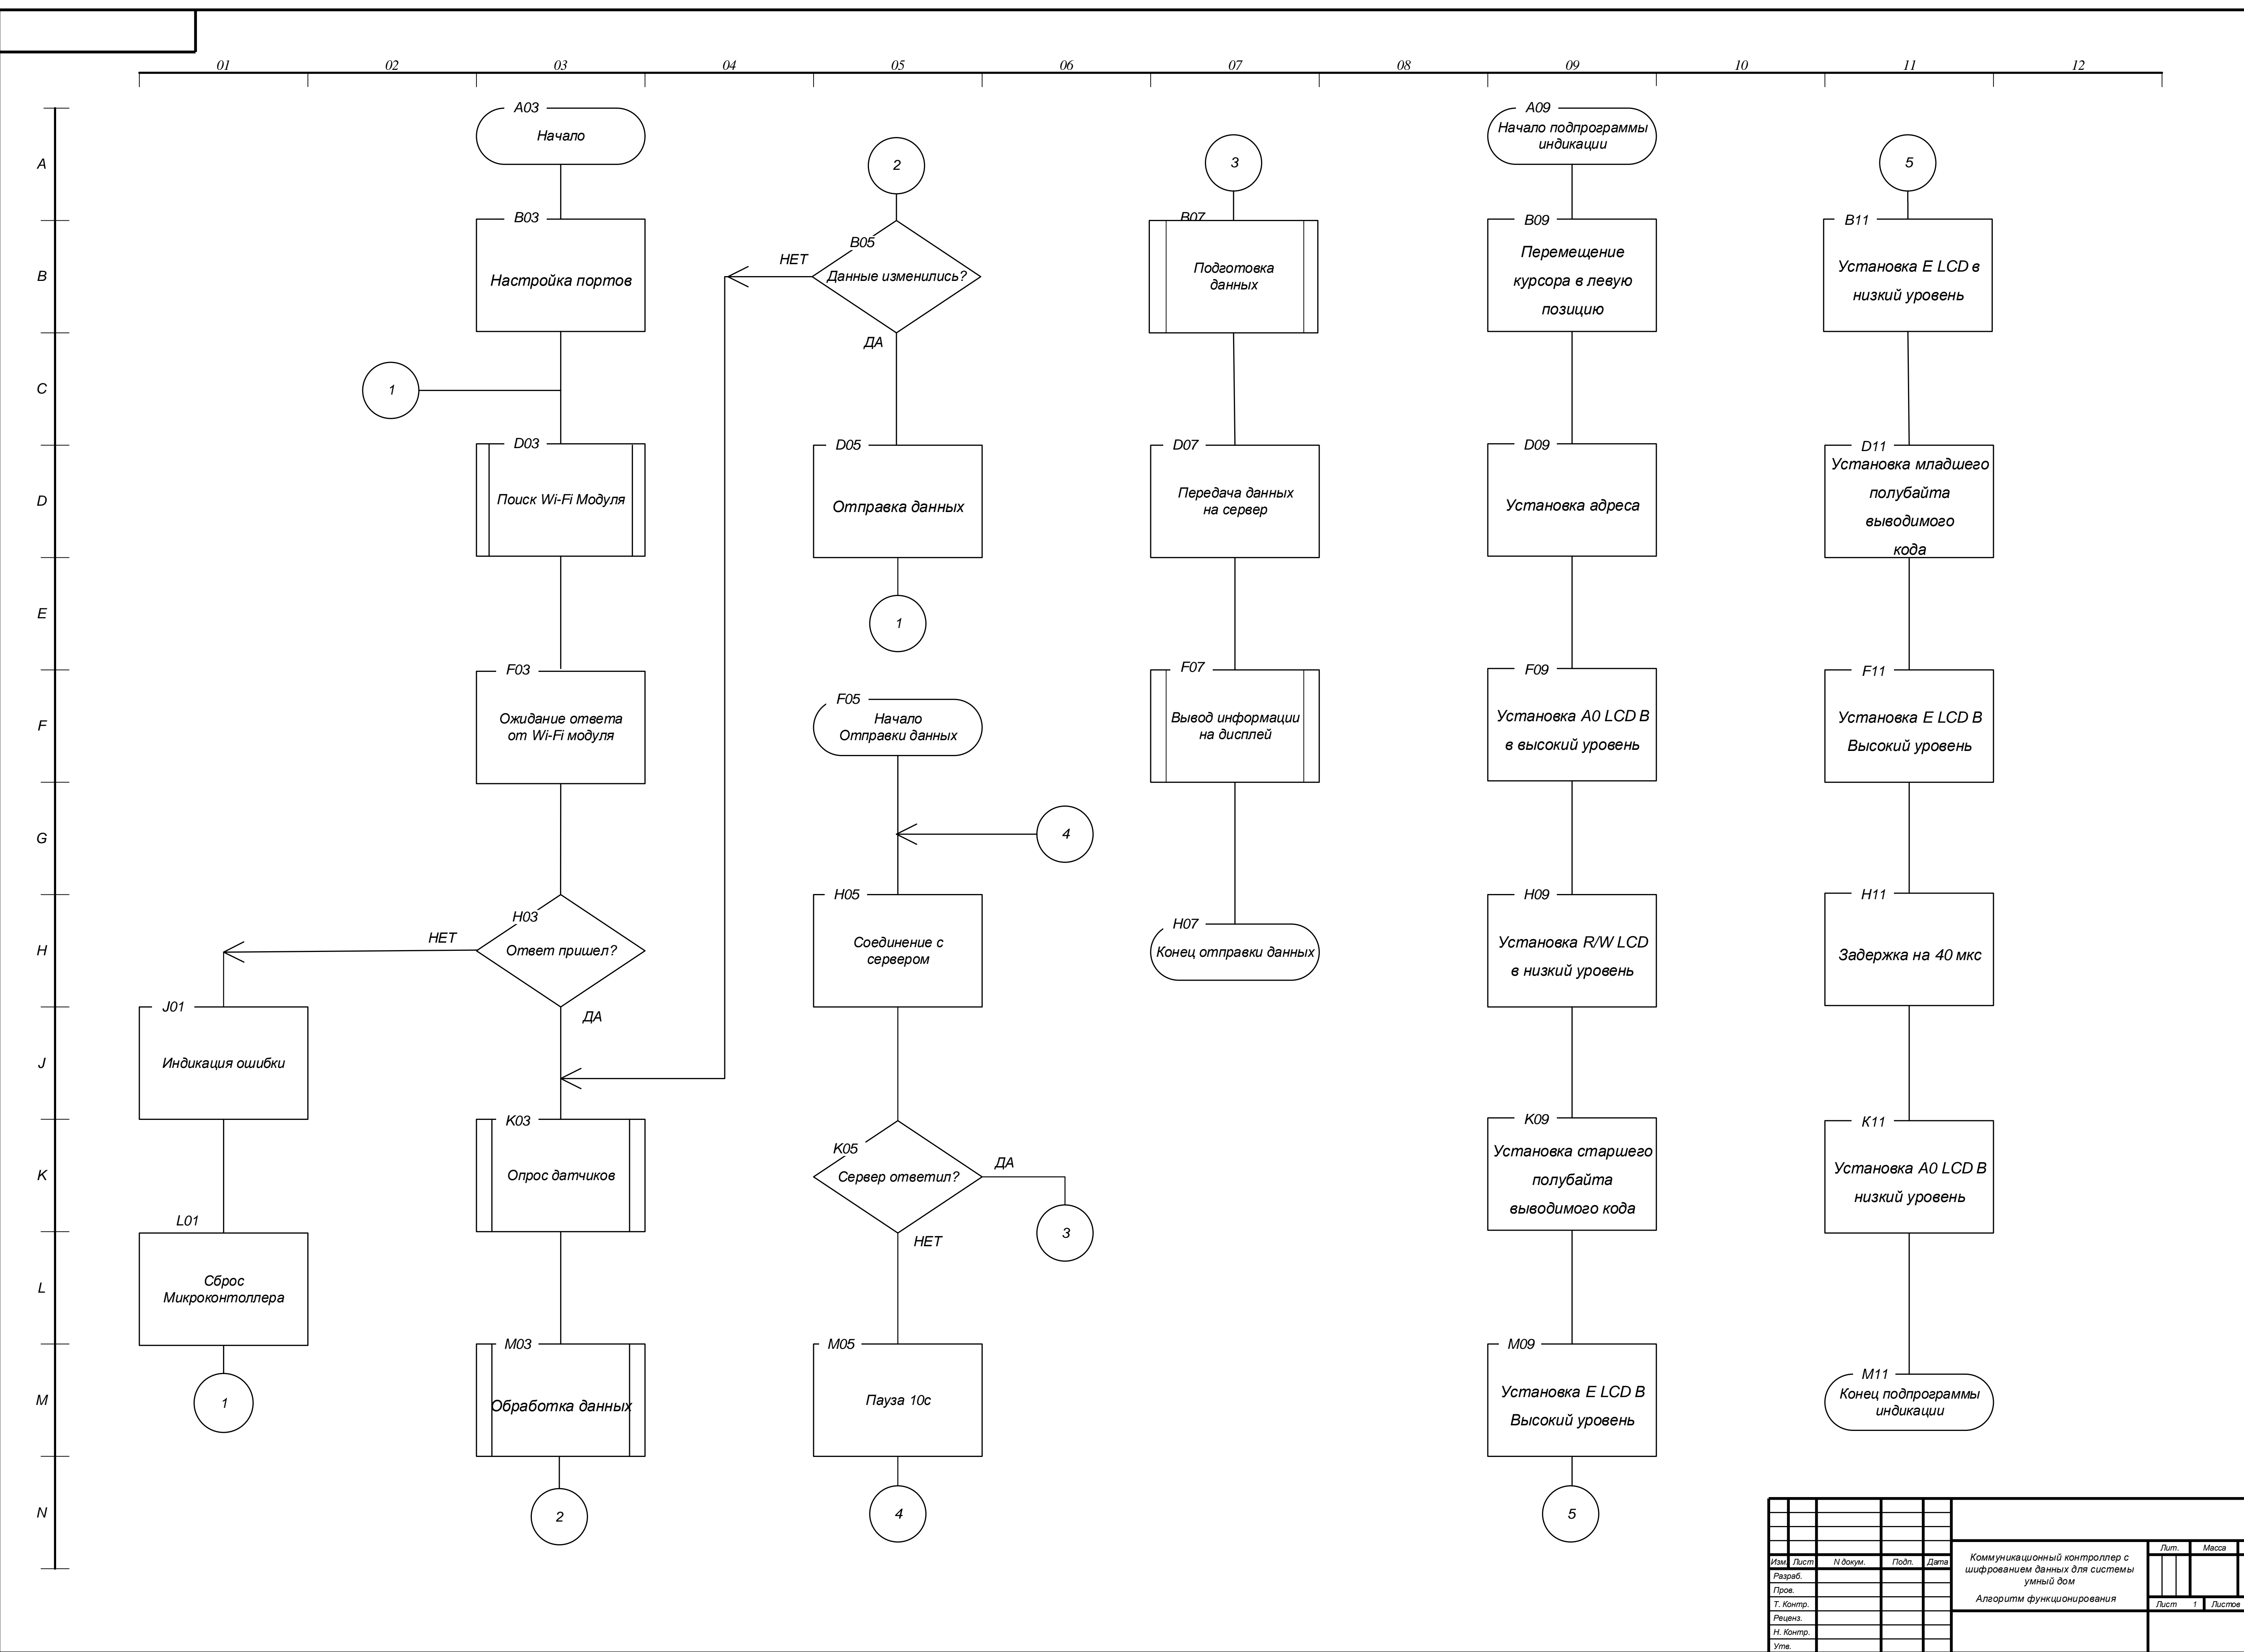 01 02 03 04 05 06 07 08 09 10 11 12
A
B
C
D
E
F
G
H
J
K
L
M
N
J01
Индикация ошибки
L01
Сброс
Микроконтоллера
1
1
A03
Начало
B03
Настройка портов
D03
Поиск Wi-Fi Модуля
F03
Ожидание ответа
от Wi-Fi модуля
H03
Ответ пришел?
НЕТ
ДА
K03
Опрос датчиков
M03
Обработка данных
2
2
B05
Данные изменились?
НЕТ
ДА
D05
Отправка данных
1
F05
Начало
Отправки данных
4
H05
Соединение с
сервером
K05
Сервер ответил?
ДА
3
НЕТ
M05
Пауза 10с
4
3
B07
Подготовка
данных
D07
Передача данных
на сервер
F07
Вывод информации
на дисплей
H07
Конец отправки данных
A09
Начало подпрограммы
индикации
B09
Перемещение
курсора в левую
позицию
D09
Установка адреса
F09
Установка A0 LCD В
в высокий уровень
H09
Установка R/W LCD
в низкий уровень
K09
Установка старшего
полубайта
выводимого кода
M09
Установка E LCD В
Высокий уровень
5
5
B11
Установка E LCD в
низкий уровень
D11
Установка младшего
полубайта
выводимого
кода
F11
Установка E LCD В
Высокий уровень
H11
Задержка на 40 мкс
K11
Установка A0 LCD В
низкий уровень
M11
Конец подпрограммы
индикации
Изм. Лист N докум. Подп. Дата
Разраб.
Пров.
Т. Контр.
Реценз.
Н. Контр.
Утв.
Коммуникационный контроллер с
шифрованием данных для системы
умный дом
Алгоритм функционирования
Лит. Масса
Лист 1 Листов